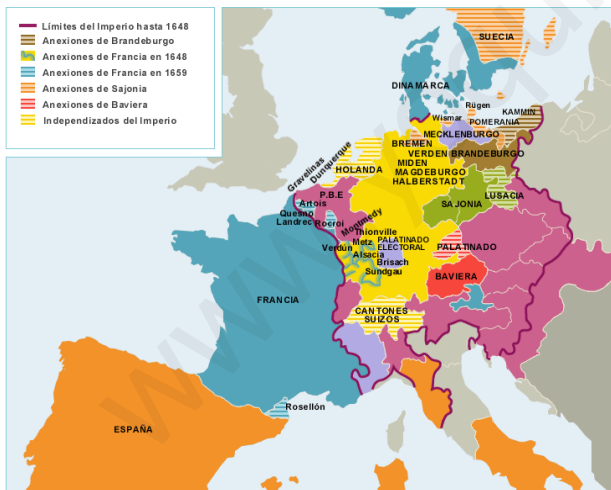 Límites del Imperio hasta 1648
Anexiones de Brandeburgo
Anexiones de Francia en 1648
Anexiones de Francia en 1659
Anexiones de Sajonia
Anexiones de Baviera
Independizados del Imperio
SUECIA
DINAMARCA
Rügen
KAMMIN
Wismar
POMERANIA
MECKLENBURGO
BREMEN
VERDEN
BRANDEBURGO
MIDEN
MAGDEBURGO
HALBERSTADT
Gravelinas
Dunquerque
HOLANDA
P.B.E
Artois
Quesno
Landrec
Rocroi
Montmedy
SAJONIA
LUSACIA
Thionville
Metz
Verdún
Alsacia
PALATINADO
ELECTORAL
Brisach
Sundgau
PALATINADO
BAVIERA
FRANCIA
CANTONES
SUIZOS
Rosellón
ESPAÑA